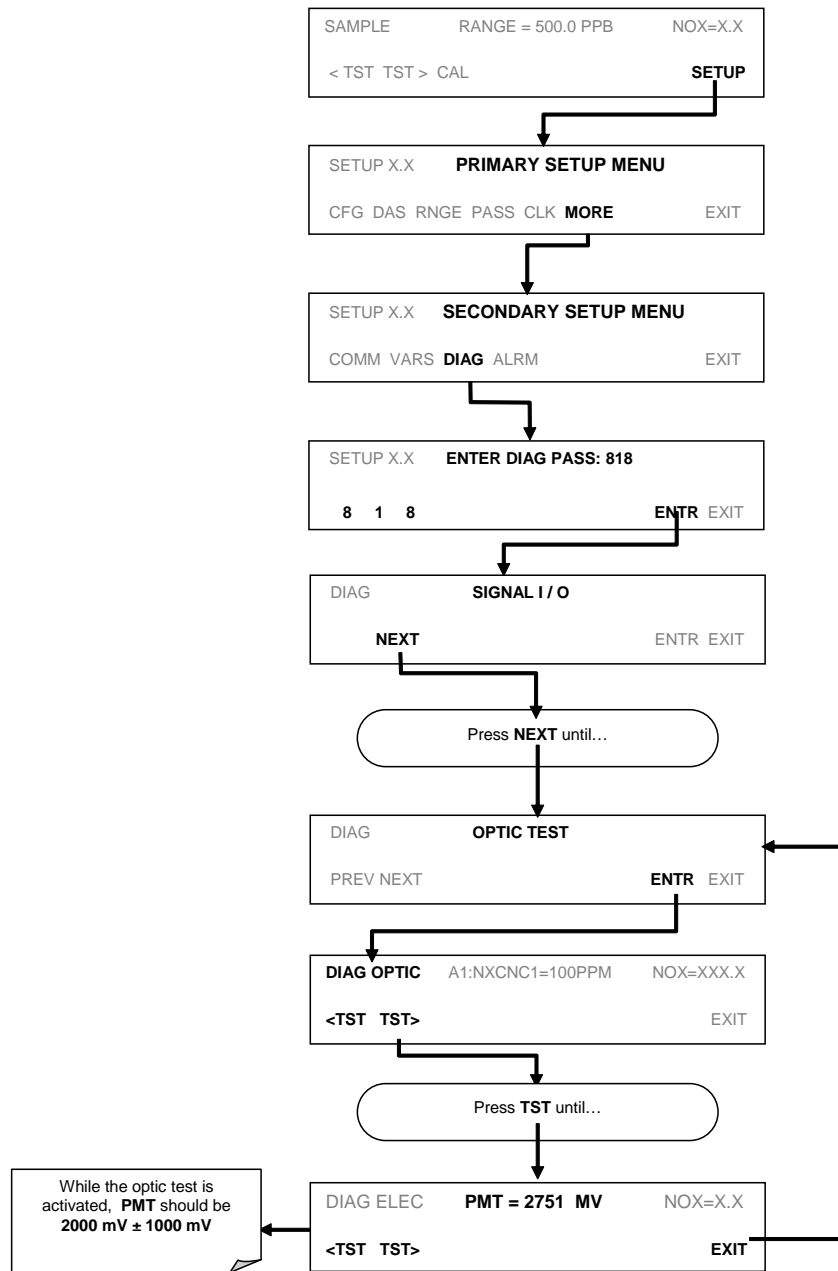 SAMPLE RANGE = 500.0 PPB NOX=X.X
< TST TST > CAL SETUP
SETUP X.X PRIMARY SETUP MENU
CFG DAS RNGE PASS CLK MORE EXIT
SETUP X.X SECONDARY SETUP MENU
COMM VARS DIAG ALRM EXIT
SETUP X.X ENTER DIAG PASS: 818
8 1 8 ENTR EXIT
DIAG SIGNAL I / O
NEXT ENTR EXIT
Press NEXT until…
DIAG OPTIC TEST
PREV NEXT ENTR EXIT
DIAG OPTIC A1:NXCNC1=100PPM NOX=XXX.X
<TST TST> EXIT
Press TST until…
While the optic test is
activated, PMT should be
2000 mV ± 1000 mV
DIAG ELEC PMT = 2751 MV NOX=X.X
<TST TST> EXIT